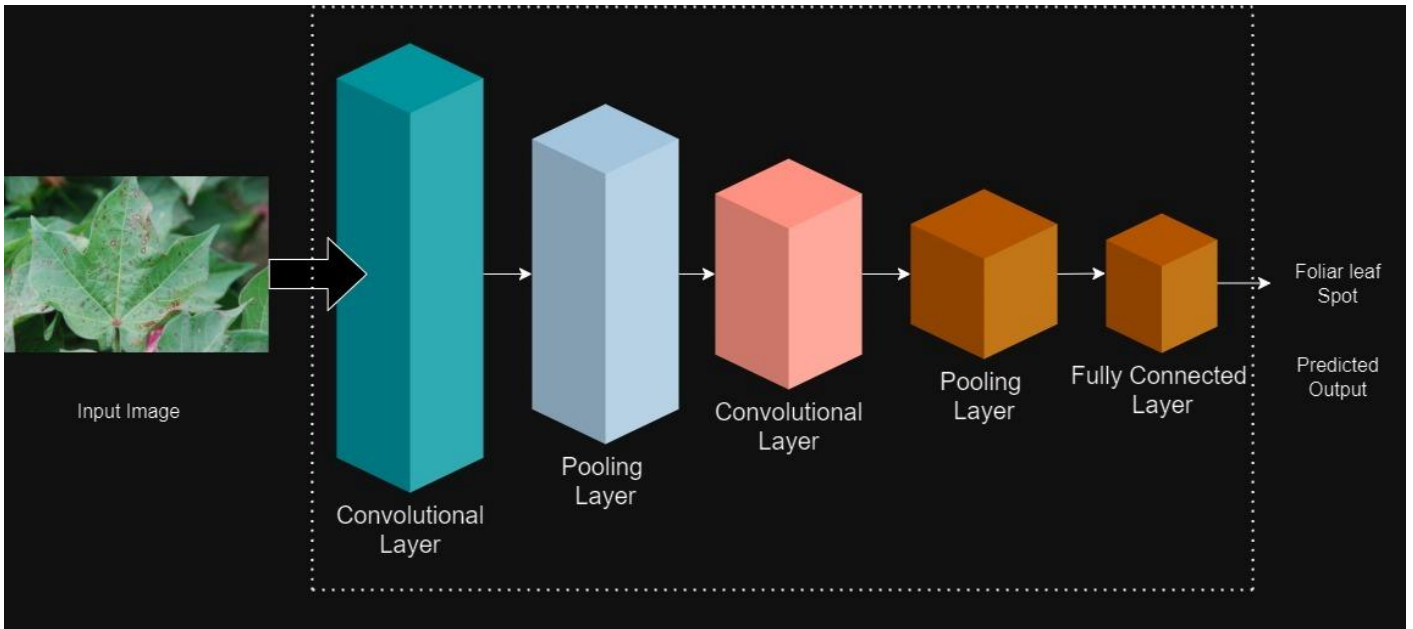 Input Image
Convolutional
Layer
Pooling
Layer
Convolutional
Layer
Pooling
Layer
Fully Connected
Layer
Foliar leaf
Spot
Predicted
Output